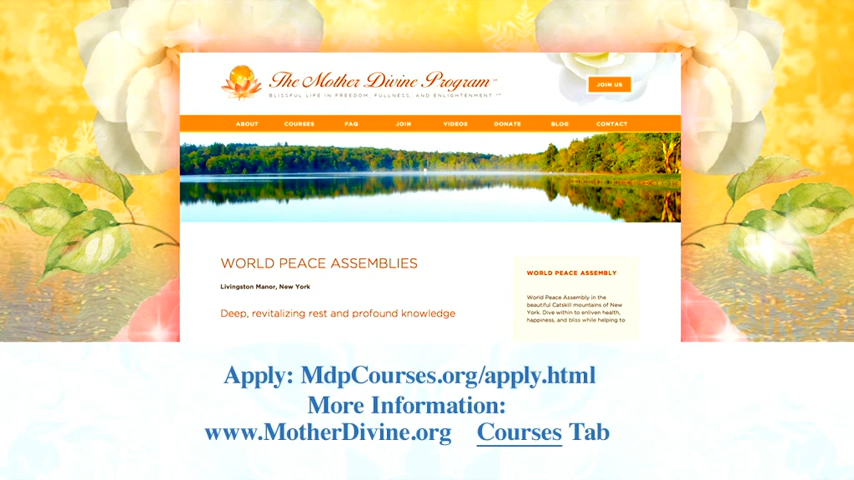 The Mother Divine Program™
BLISSFUL LIFE IN FREEDOM, FULLNESS, AND ENLIGHTENMENT
JOIN US
ABOUT COURSES FAQ JOIN VIDEOS DONATE BLOG CONTACT
WORLD PEACE ASSEMBLIES
Livingston Manor, New York
Deep, revitalizing rest and profound knowledge
WORLD PEACE ASSEMBLY
World Peace Assembly in the
beautiful Catskill mountains of New
York. Dive within to enliven health,
happiness, and bliss while helping to
Apply: MdpCourses.org/apply.html
More Information:
www.MotherDivine.org Courses Tab